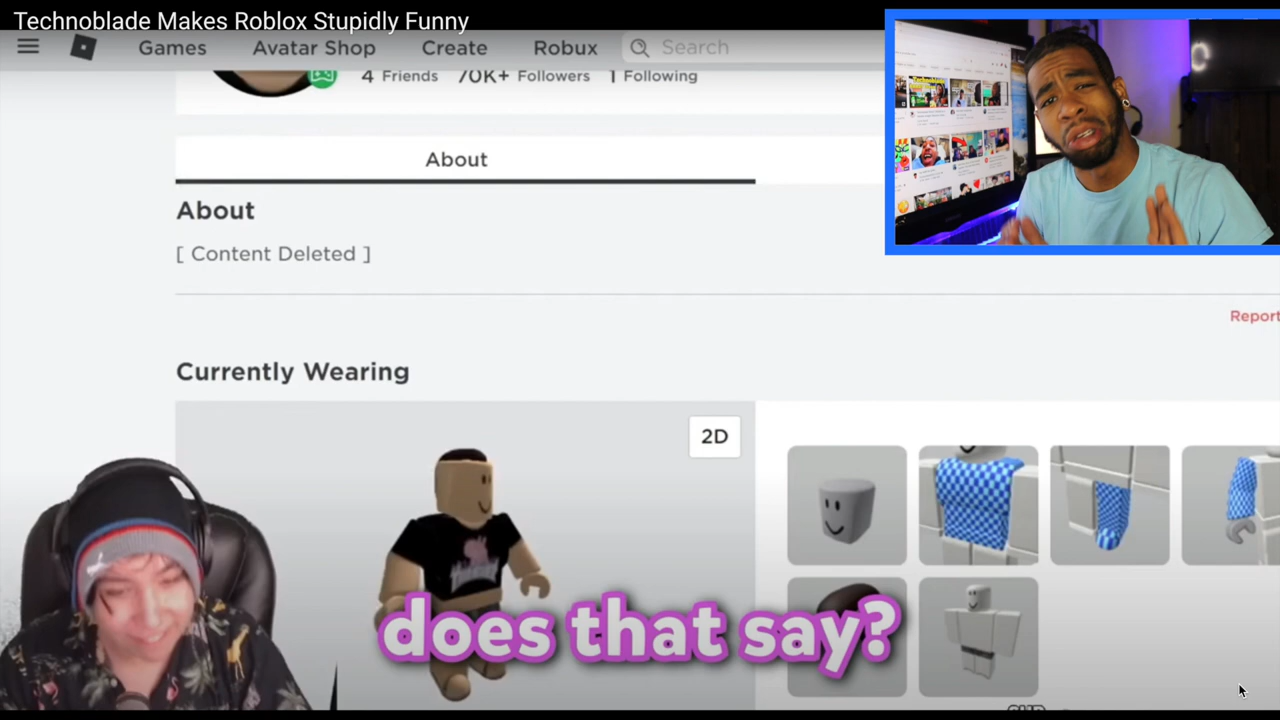 Technoblade Makes Roblox Stupidly Funny
Games Avatar Shop Create Robux Search
4 Friends 70K+ Followers 1 Following
About
About
[ Content Deleted ]
Report
Currently Wearing
2D
does that say?